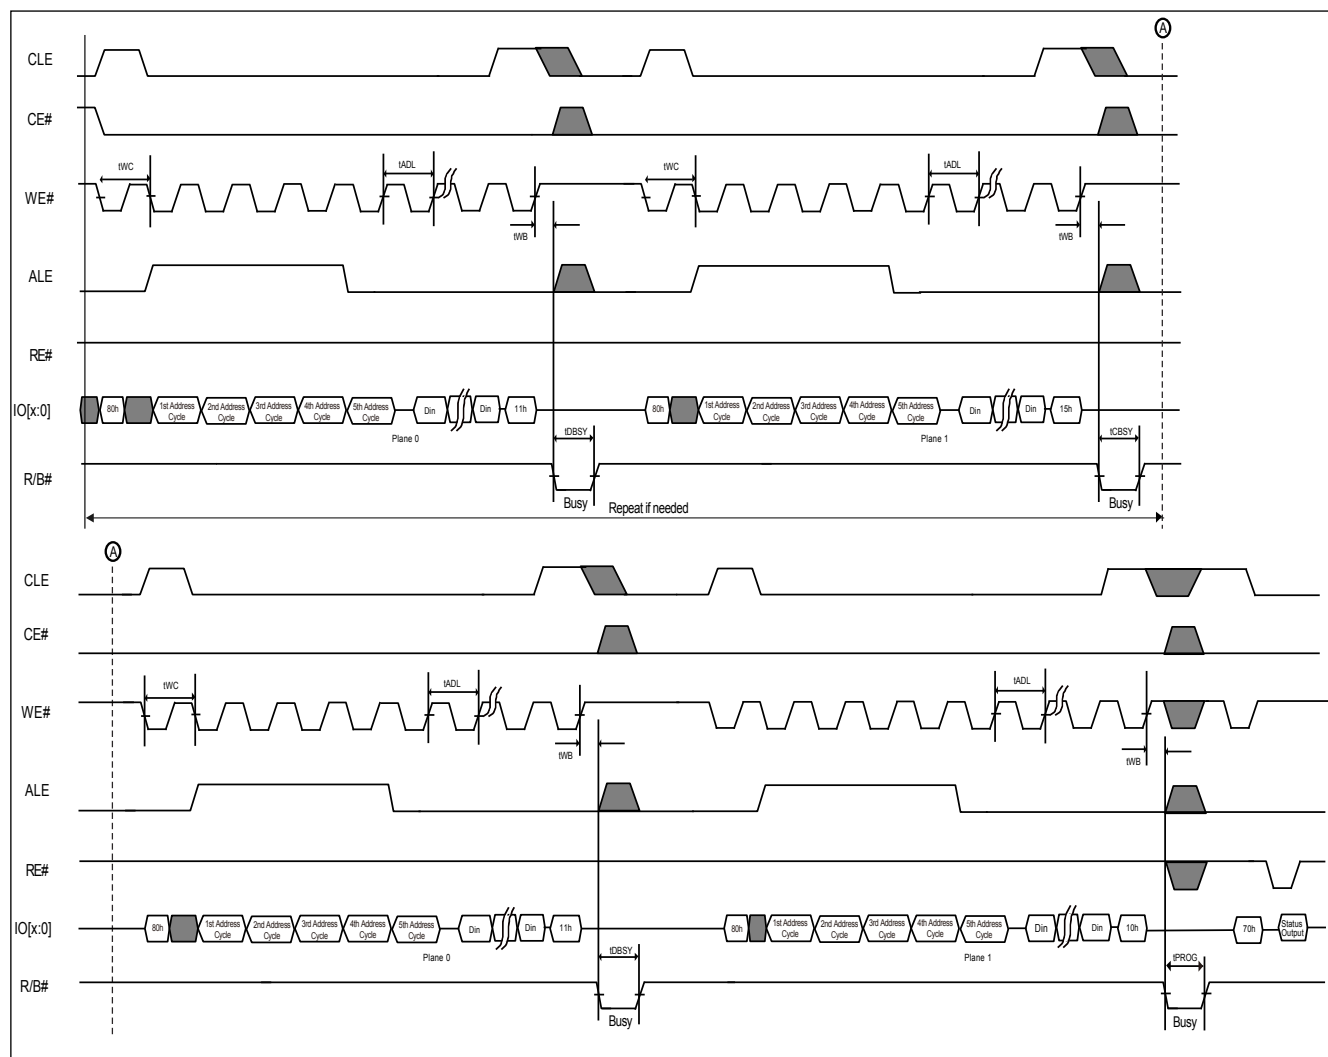 A
CLE
CE#
tWC
tADL
tWC
tADL
WE#
tWB
tWB
ALE
RE#
IO[x:0]
80h
1st Address Cycle
2nd Address Cycle
3rd Address Cycle
4th Address Cycle
5th Address Cycle
Din
Din
11h
80h
1st Address Cycle
2nd Address Cycle
3rd Address Cycle
4th Address Cycle
5th Address Cycle
Din
Din
15h
Plane 0
tDBSY
Plane 1
tCBSY
R/B#
Busy
Busy
Repeat if needed
A
CLE
CE#
tWC
tADL
tADL
WE#
tWB
tWB
ALE
RE#
IO[x:0]
80h
1st Address Cycle
2nd Address Cycle
3rd Address Cycle
4th Address Cycle
5th Address Cycle
Din
Din
11h
80h
1st Address Cycle
2nd Address Cycle
3rd Address Cycle
4th Address Cycle
5th Address Cycle
Din
Din
10h
70h
Status Output
Plane 0
tDBSY
Plane 1
tPROG
R/B#
Busy
Busy